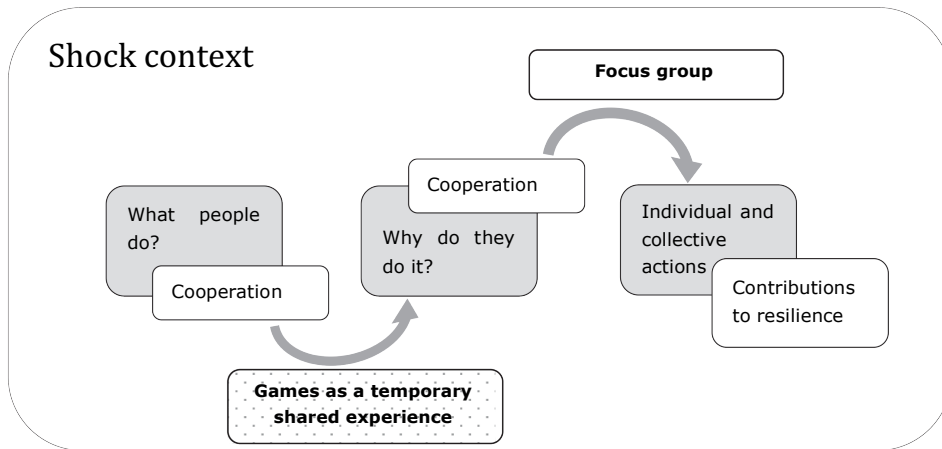 Shock context
Focus group
What people
do?
Cooperation
Cooperation
Why do they
do it?
Individual and
collective
actions
Contributions
to resilience
Games as a temporary
shared experience